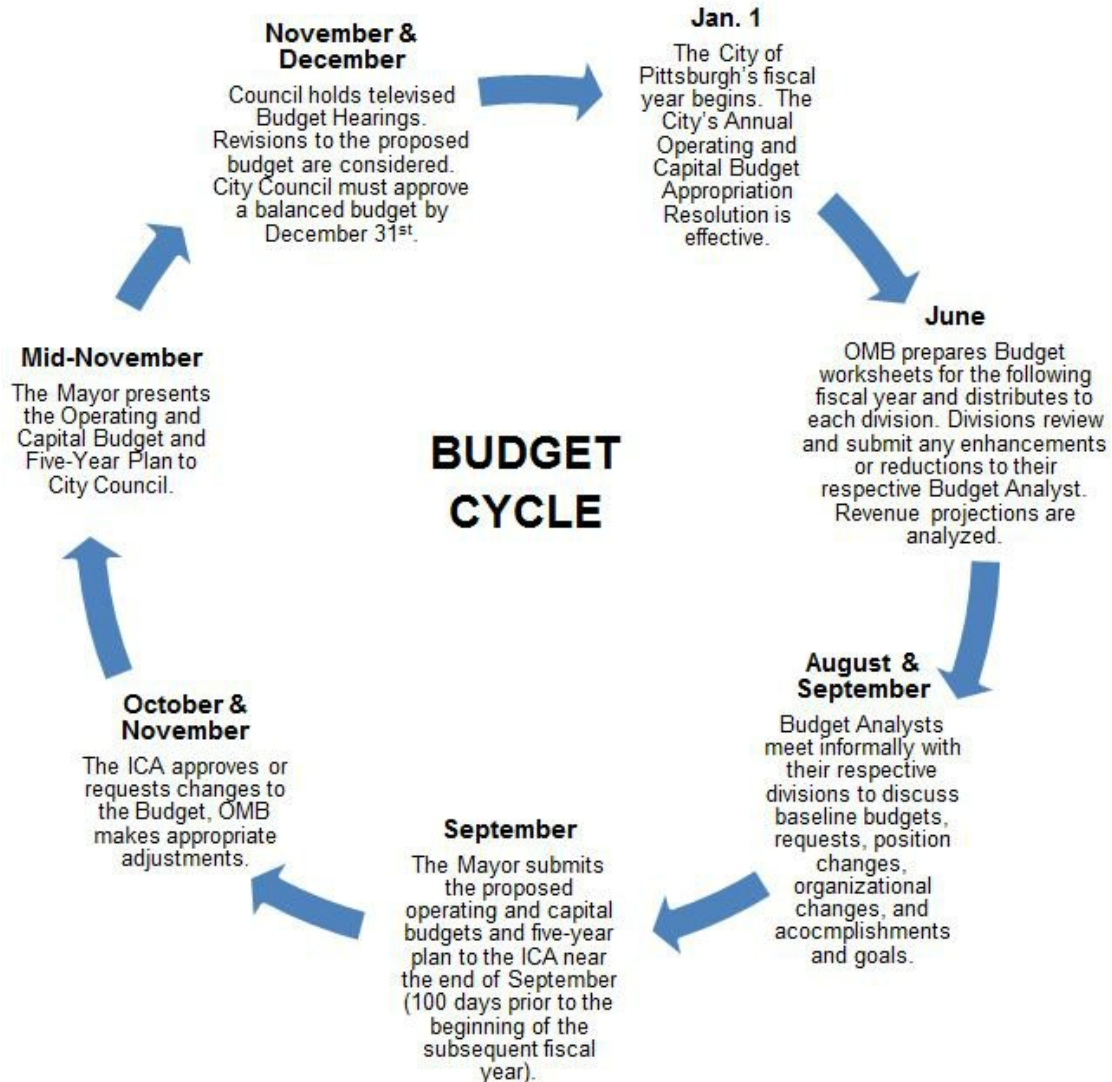 Jan. 1
The City of
Pittsburgh's fiscal
year begins. The
City's Annual
Operating and
Capital Budget
Appropriation
Resolution is
effective.
June
OMB prepares Budget
worksheets for the following
fiscal year and distributes to
each division. Divisions review
and submit any enhancements
or reductions to their
respective Budget Analyst.
Revenue projections are
analyzed.
August &
September
Budget Analysts
meet informally with
their respective
divisions to discuss
baseline budgets,
requests, position
changes,
organizational
changes, and
acocmplishments
and goals.
September
The Mayor submits
the proposed
operating and capital
budgets and five-year
plan to the ICA near
the end of September
(100 days prior to the
beginning of the
subsequent fiscal
year).
October &
November
The ICA approves or
requests changes to
the Budget, OMB
makes appropriate
adjustments.
Mid-November
The Mayor presents
the Operating and
Capital Budget and
Five-Year Plan to
City Council.
November &
December
Council holds televised
Budget Hearings.
Revisions to the proposed
budget are considered.
City Council must approve
a balanced budget by
December 31st.
BUDGET
CYCLE